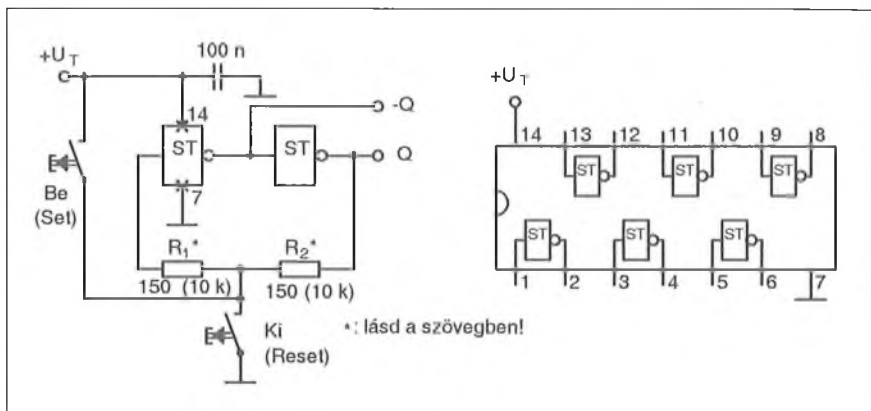 100 n
+U T
14
-Q
ST
ST
Q
7
Be
(Set)
R1*
R2*
150 (10 k)
150 (10 k)
Ki
(Reset)
*: lásd a szövegben!
+U T
14
13
12
11
10
9
8
ST
ST
ST
ST
ST
ST
1
2
3
4
5
6
7